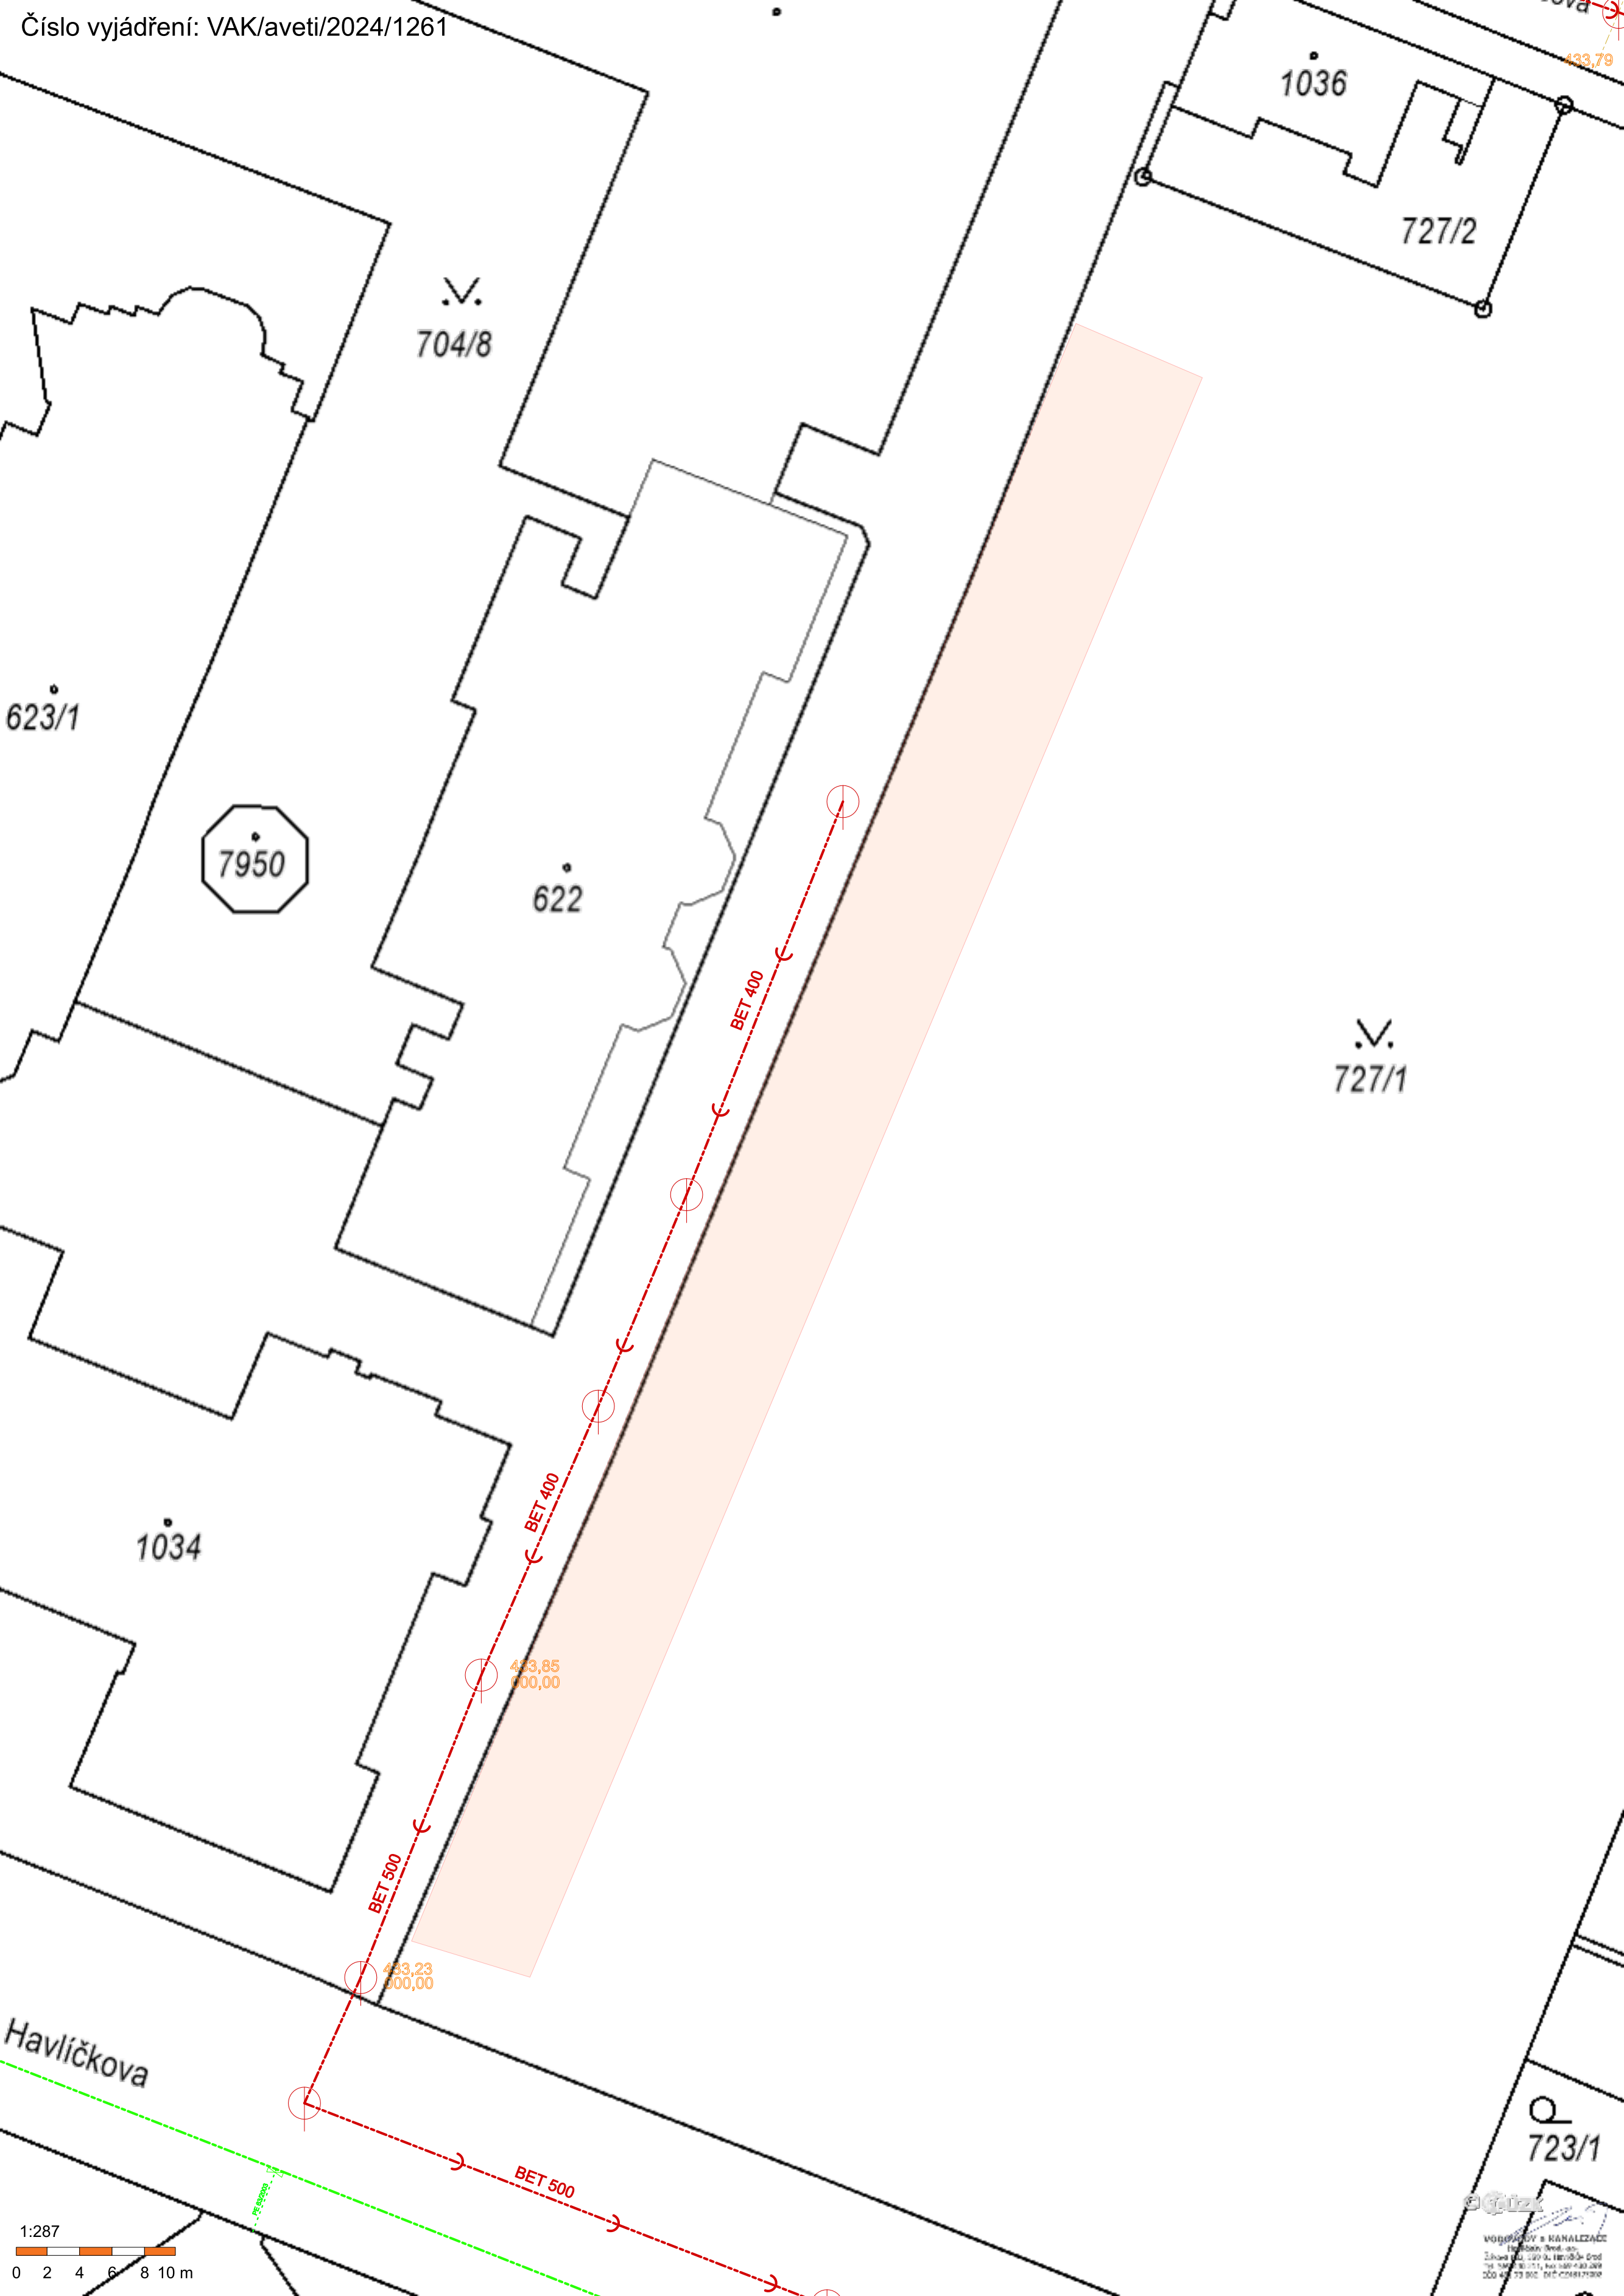 Číslo vyjádření: VAK/aveti/2024/1261
433,79
1036
727/2
704/8
623/1
7950
622
BET 400
727/1
BET 400
1034
433,85
000,00
BET 500
433,23
000,00
Havlíčkova
BET 500
723/1
1:287
VODOVODY a KANALIZACE
0 2 4 6 8 10 m